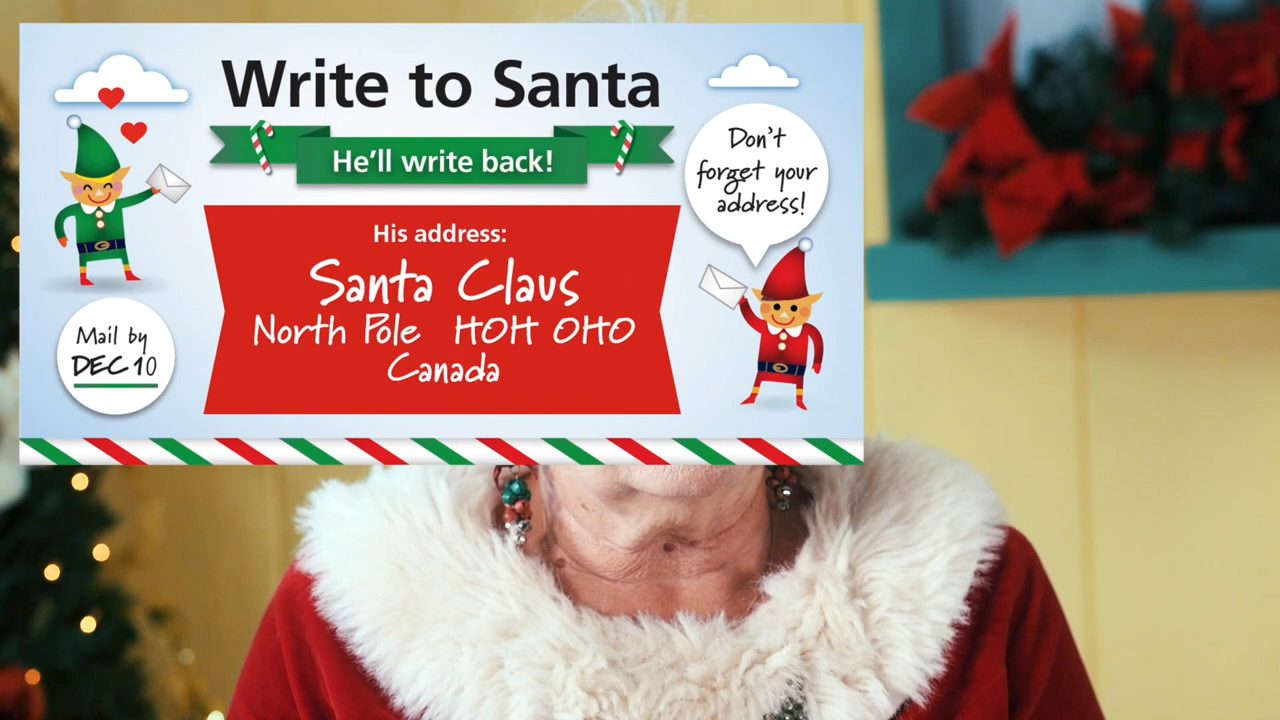 Write to Santa
He'll write back!
Don't
forget your
address!
His address:
Santa Claus
North Pole HOH OHO
Canada
Mail by
DEC 10